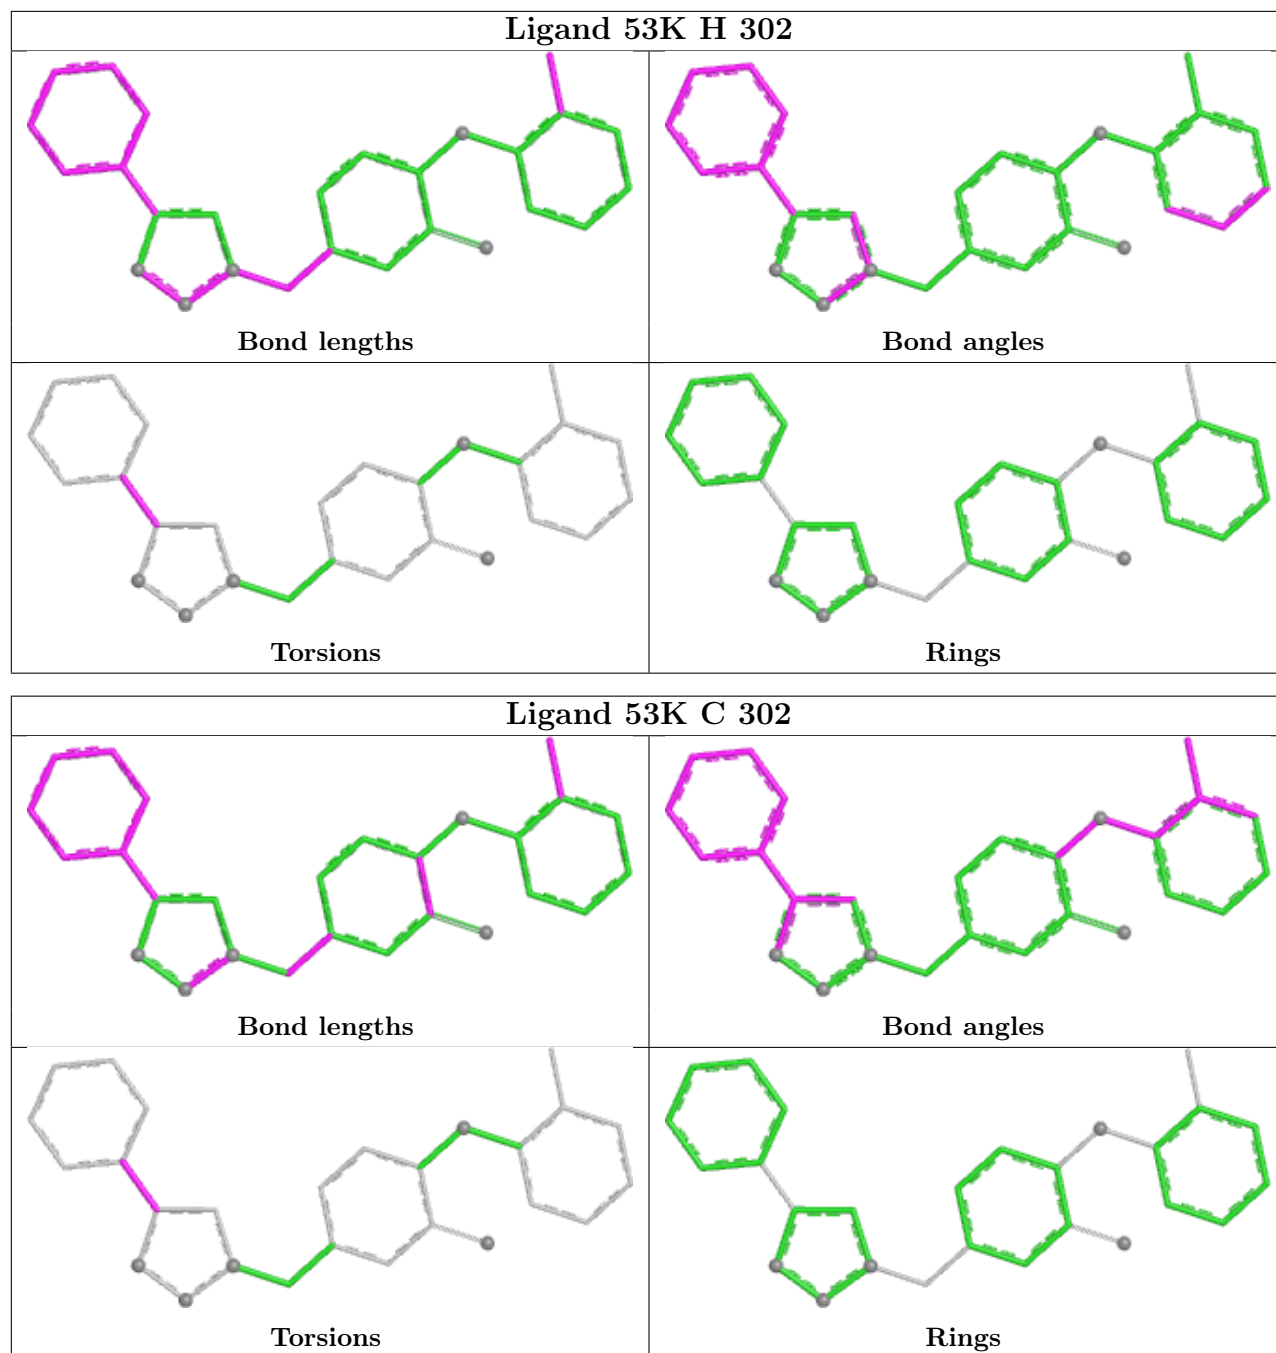 Ligand 53K H 302
Bond lengths
Bond angles
Torsions
Rings
Ligand 53K C 302
Bond lengths
Bond angles
Torsions
Rings